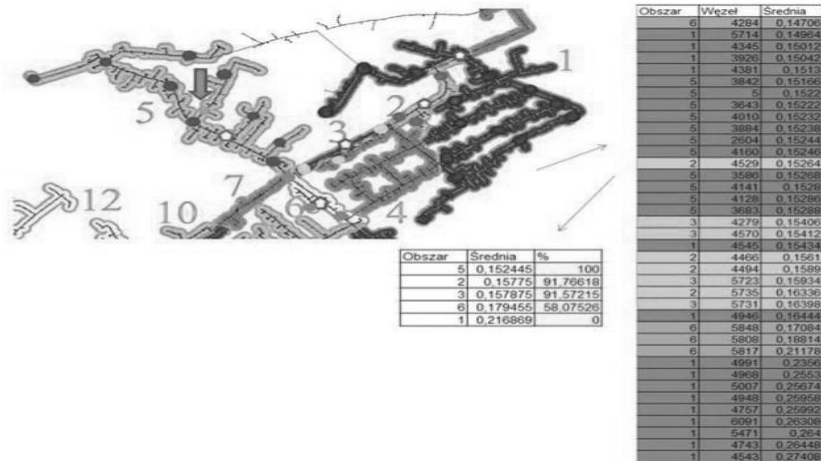 1
2
3
5
7
12
10
6
4
Obszar Średnia %
5 0,152445 100
2 0,15775 91,76618
3 0,157875 91,57215
6 0,179455 58,07526
1 0,216869 0
Obszar Węzeł Średnia
6 4284 0,14706
1 5714 0,14964
1 4345 0,15012
1 3926 0,15042
1 4381 0,1513
5 3842 0,15166
5 5 0,1522
5 3643 0,15222
5 4010 0,15232
5 3884 0,15238
5 2604 0,15244
5 4160 0,15246
2 4529 0,15264
5 3586 0,15268
5 4141 0,1528
5 4128 0,15286
5 3683 0,15288
3 4279 0,15406
3 4570 0,15412
1 4545 0,15434
2 4466 0,1561
2 4494 0,1589
3 5723 0,15934
2 5735 0,16336
3 5731 0,16398
1 4946 0,16444
6 5848 0,17084
6 5808 0,18814
6 5817 0,21178
1 4991 0,2356
1 4968 0,2553
1 5007 0,25674
1 4948 0,25958
1 4757 0,25992
1 6091 0,26308
1 5471 0,264
1 4743 0,26448
1 4543 0,27408